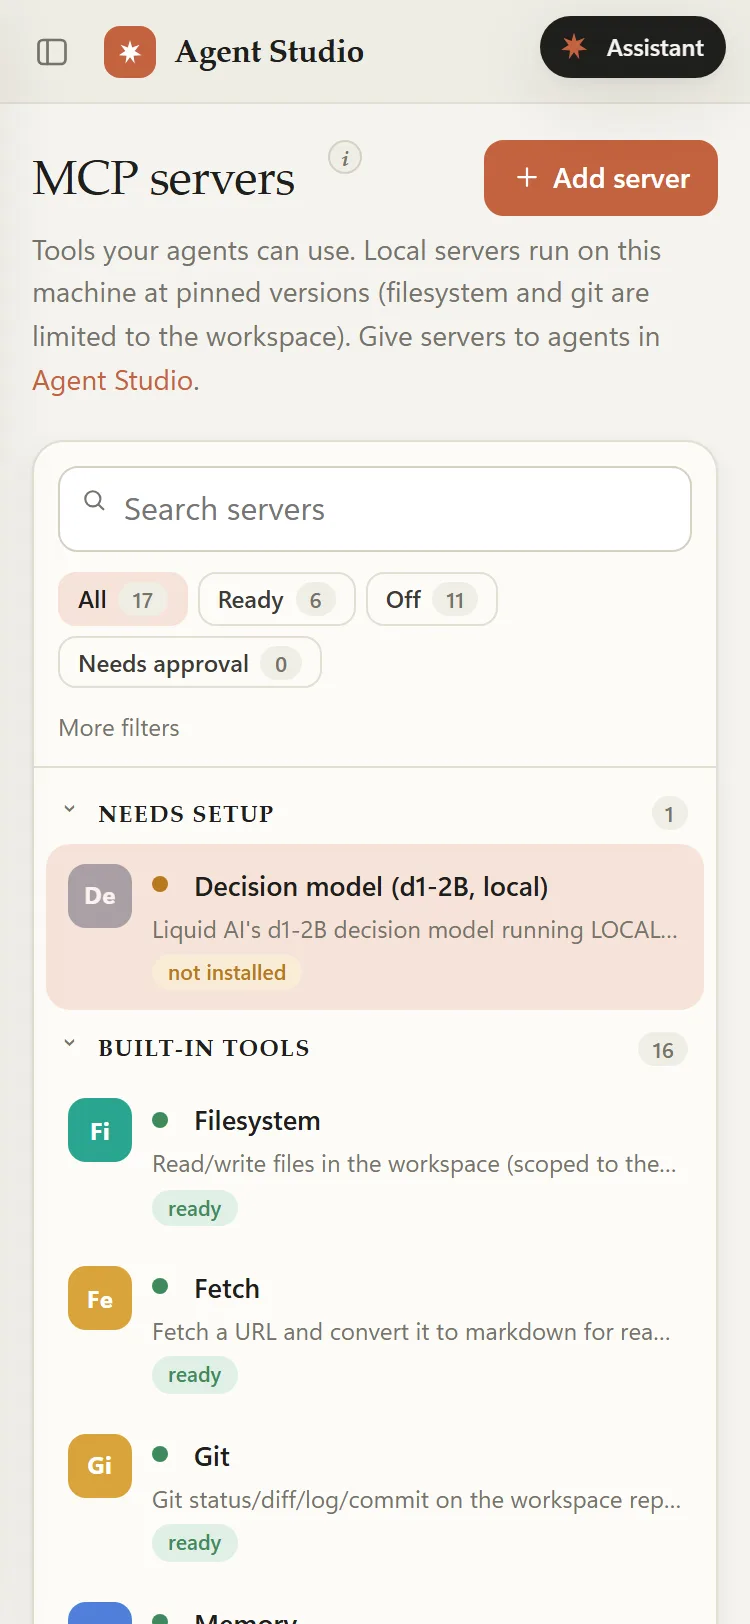 Agent Studio
Assistant
MCP servers
i
+ Add server
Tools your agents can use. Local servers run on this
machine at pinned versions (filesystem and git are
limited to the workspace). Give servers to agents in
Agent Studio.
Search servers
All 17
Ready 6
Off 11
Needs approval 0
More filters
NEEDS SETUP 1
De
Decision model (d1-2B, local)
Liquid AI's d1-2B decision model running LOCAL...
not installed
BUILT-IN TOOLS 16
Fi
Filesystem
Read/write files in the workspace (scoped to the...
ready
Fe
Fetch
Fetch a URL and convert it to markdown for rea...
ready
Gi
Git
Git status/diff/log/commit on the workspace rep...
ready
Memory